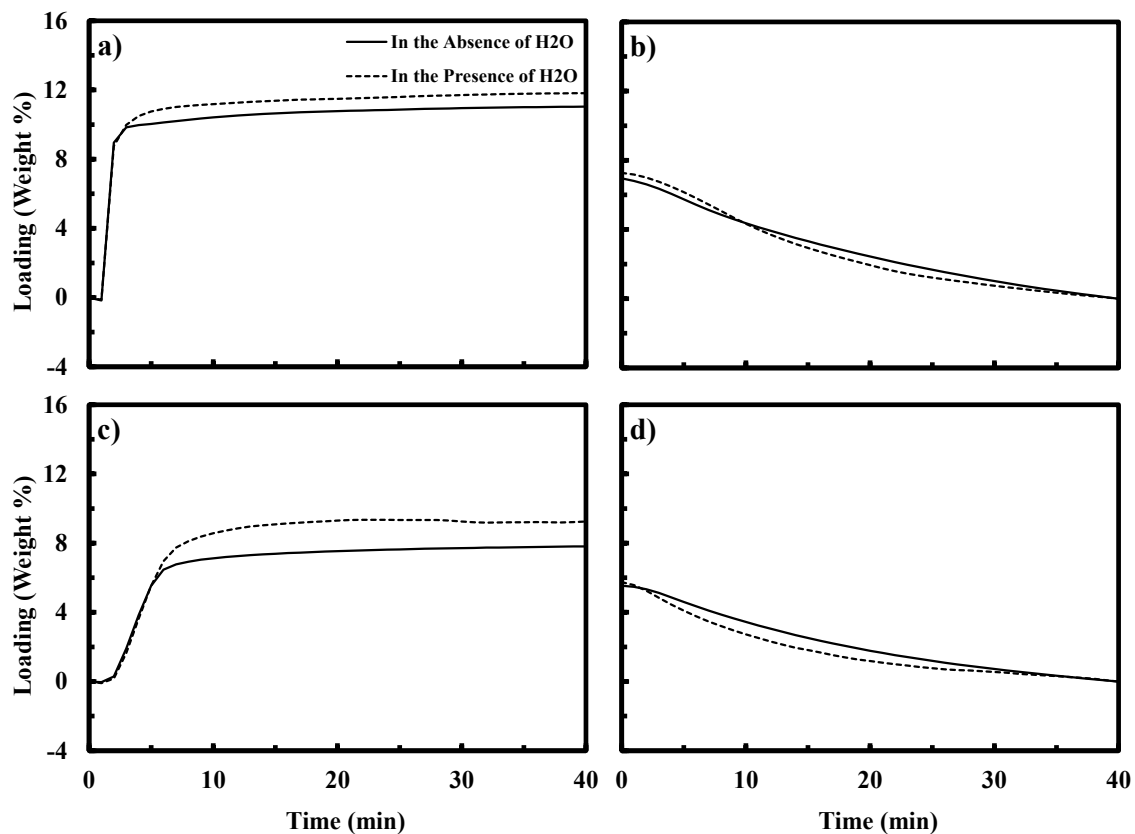 a)
In the Absence of H2O
In the Presence of H2O
b)
Loading (Weight %)
16
12
8
4
0
-4
c)
d)
Loading (Weight %)
16
12
8
4
0
-4
0 10 20 30 40
0 10 20 30 40
Time (min)
Time (min)